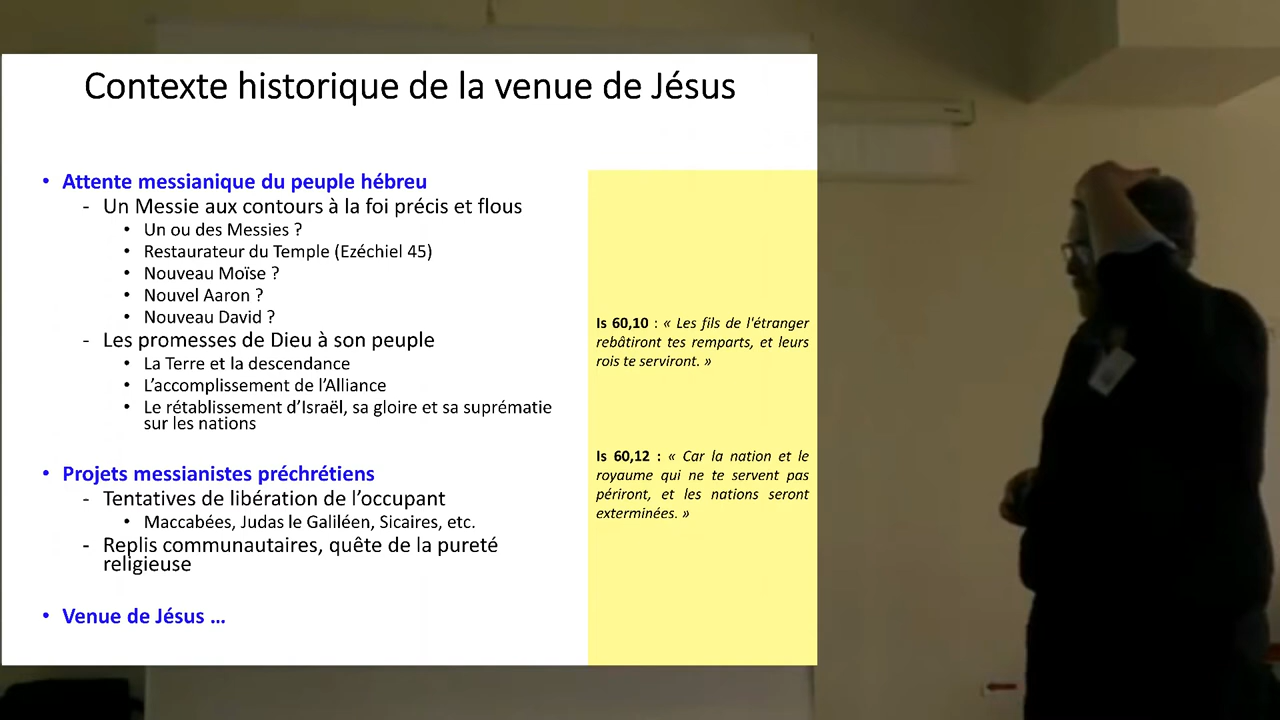 Contexte historique de la venue de Jésus
• Attente messianique du peuple hébreu
- Un Messie aux contours à la foi précis et flous
• Un ou des Messies ?
• Restaurateur du Temple (Ezéchiel 45)
• Nouveau Moïse ?
• Nouvel Aaron ?
• Nouveau David ?
- Les promesses de Dieu à son peuple
• La Terre et la descendance
• L'accomplissement de l'Alliance
• Le rétablissement d'Israël, sa gloire et sa suprématie
sur les nations
• Projets messianistes préchrétiens
- Tentatives de libération de l'occupant
• Maccabées, Judas le Galiléen, Sicaires, etc.
- Replis communautaires, quête de la pureté
religieuse
• Venue de Jésus …
Is 60,10 : « Les fils de l'étranger
rebâtiront tes remparts, et leurs
rois te serviront. »
Is 60,12 : « Car la nation et le
royaume qui ne te servent pas
périront, et les nations seront
exterminées. »